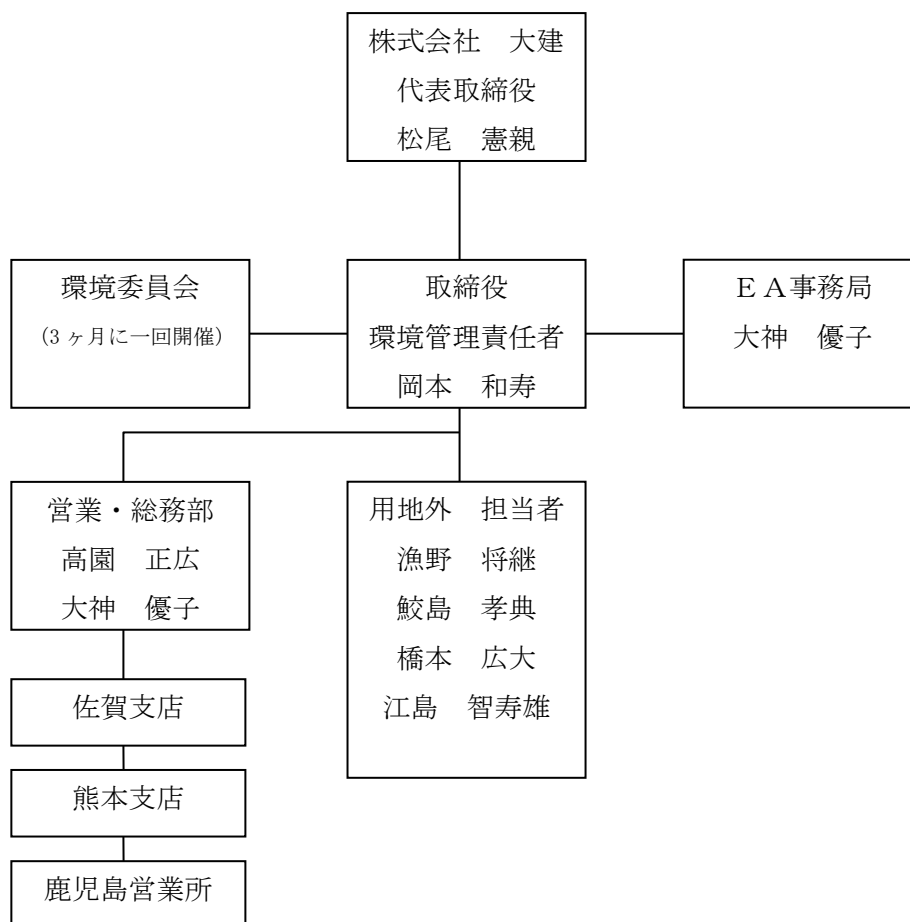 株式会社　大建
代表取締役
松尾　憲親
環境委員会
(3ヶ月に一回開催)
取締役
環境管理責任者
岡本　和寿
ＥＡ事務局
大神　優子
営業・総務部
高園　正広
大神　優子
用地外　担当者
漁野　将継
鮫島　孝典
橋本　広大
江島　智寿雄
佐賀支店
熊本支店
鹿児島営業所